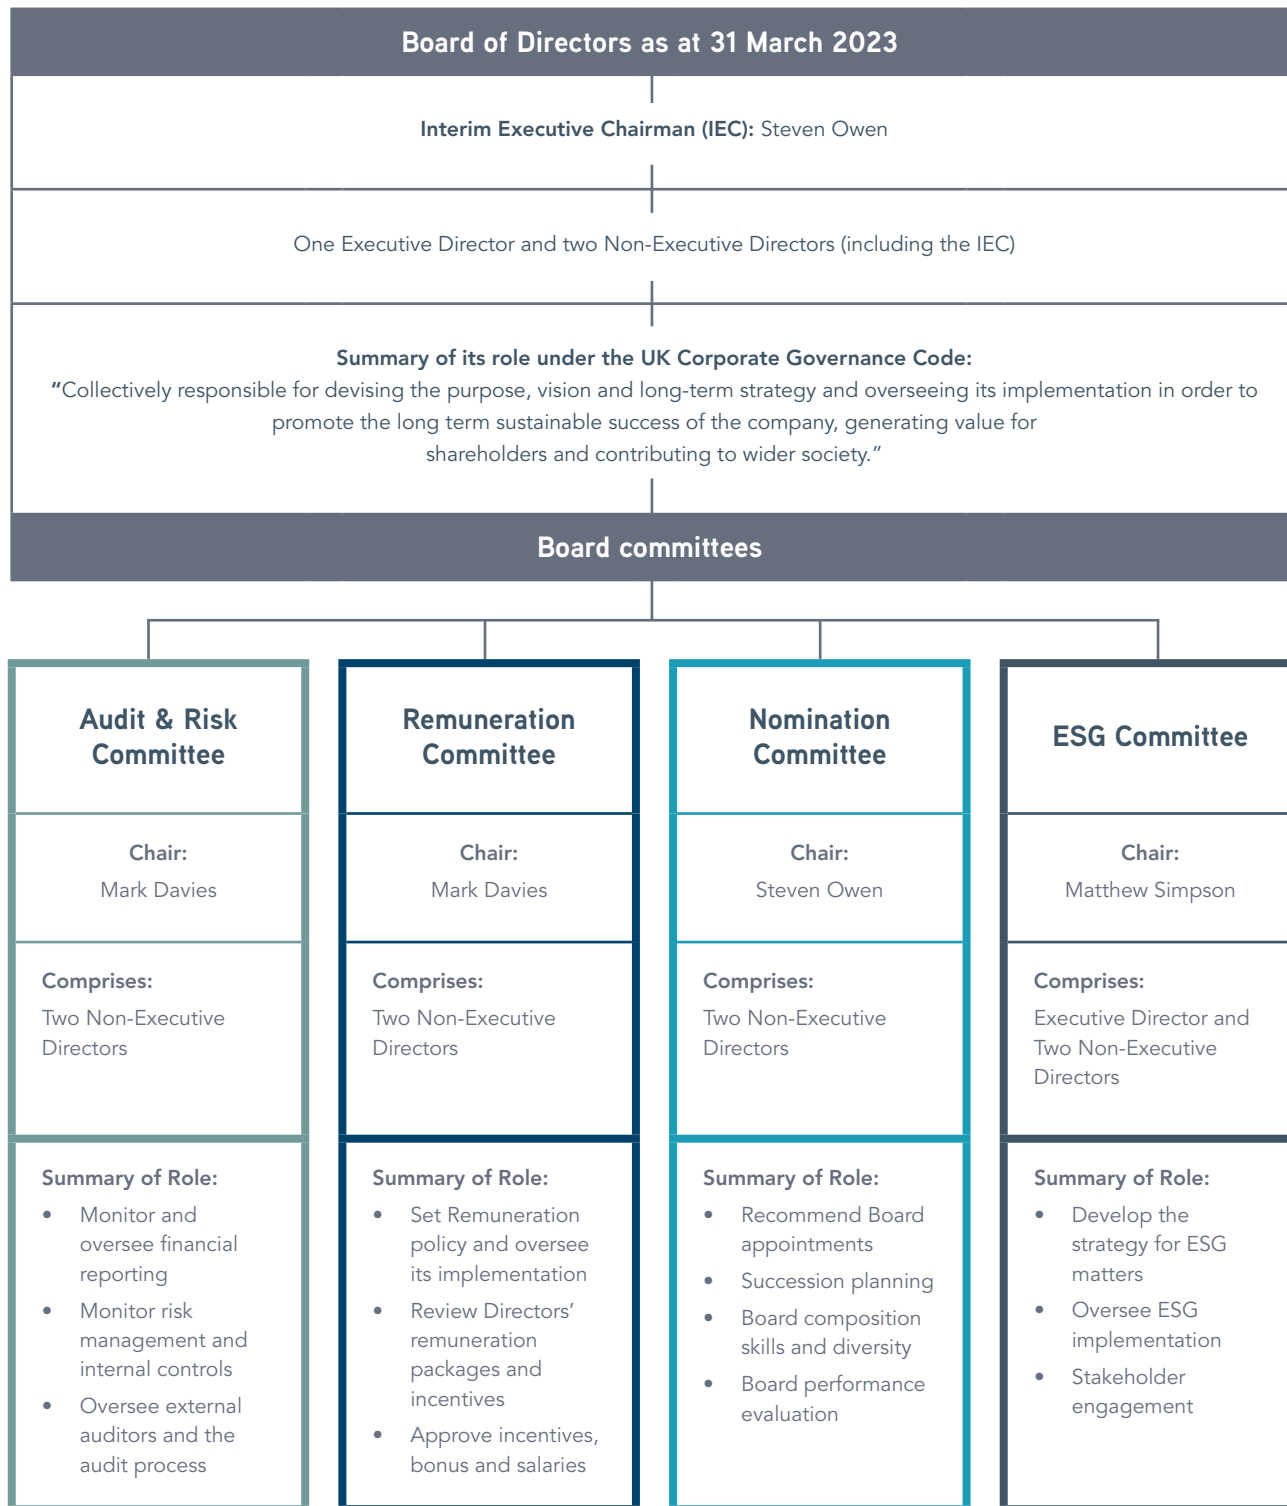 Board of Directors as at 31 March 2023
Interim Executive Chairman (IEC): Steven Owen
One Executive Director and two Non-Executive Directors (including the IEC)
Summary of its role under the UK Corporate Governance Code:
"Collectively responsible for devising the purpose, vision and long-term strategy and overseeing its implementation in order to
promote the long term sustainable success of the company, generating value for
shareholders and contributing to wider society."
Board committees
Audit & Risk
Committee
Chair:
Mark Davies
Comprises:
Two Non-Executive
Directors
Summary of Role:
• Monitor and
oversee financial
reporting
• Monitor risk
management and
internal controls
• Oversee external
auditors and the
audit process
Remuneration
Committee
Chair:
Mark Davies
Comprises:
Two Non-Executive
Directors
Summary of Role:
• Set Remuneration
policy and oversee
its implementation
• Review Directors'
remuneration
packages and
incentives
• Approve incentives,
bonus and salaries
Nomination
Committee
Chair:
Steven Owen
Comprises:
Two Non-Executive
Directors
Summary of Role:
• Recommend Board
appointments
• Succession planning
• Board composition
skills and diversity
• Board performance
evaluation
ESG Committee
Chair:
Matthew Simpson
Comprises:
Executive Director and
Two Non-Executive
Directors
Summary of Role:
• Develop the
strategy for ESG
matters
• Oversee ESG
implementation
• Stakeholder
engagement